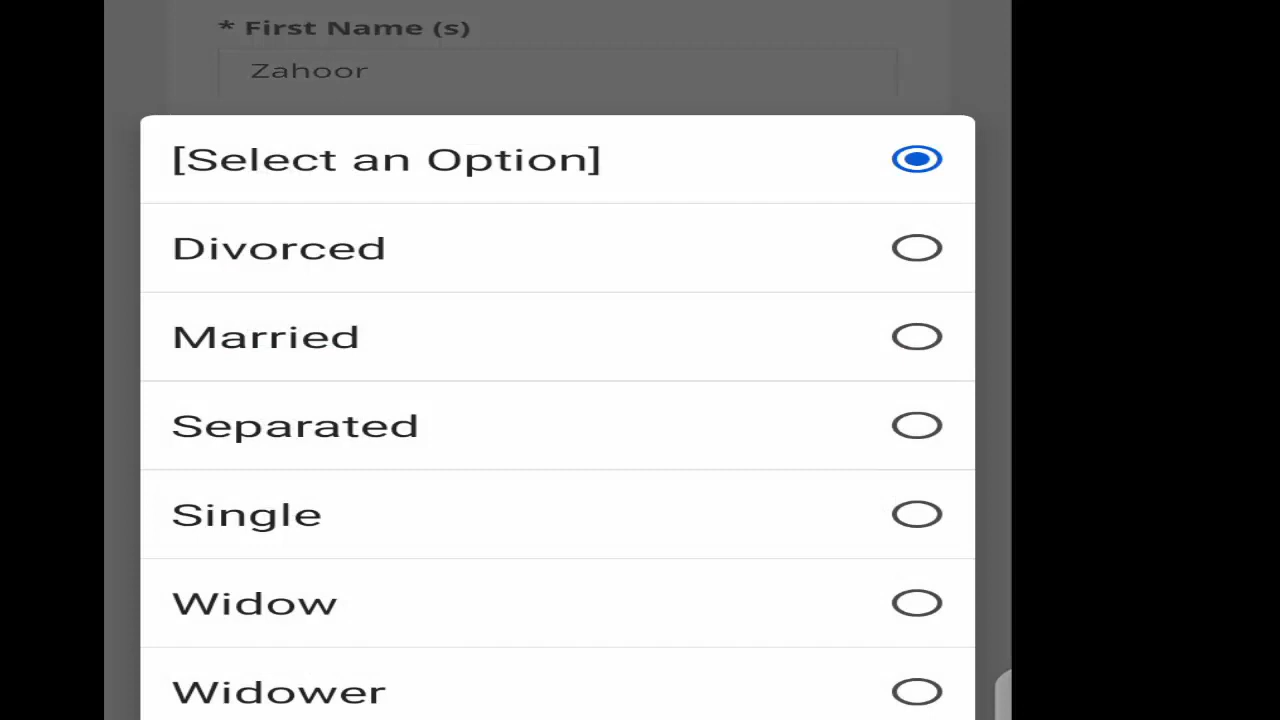 * First Name (s)
Zahoor
[Select an Option]
Divorced
Married
Separated
Single
Widow
Widower